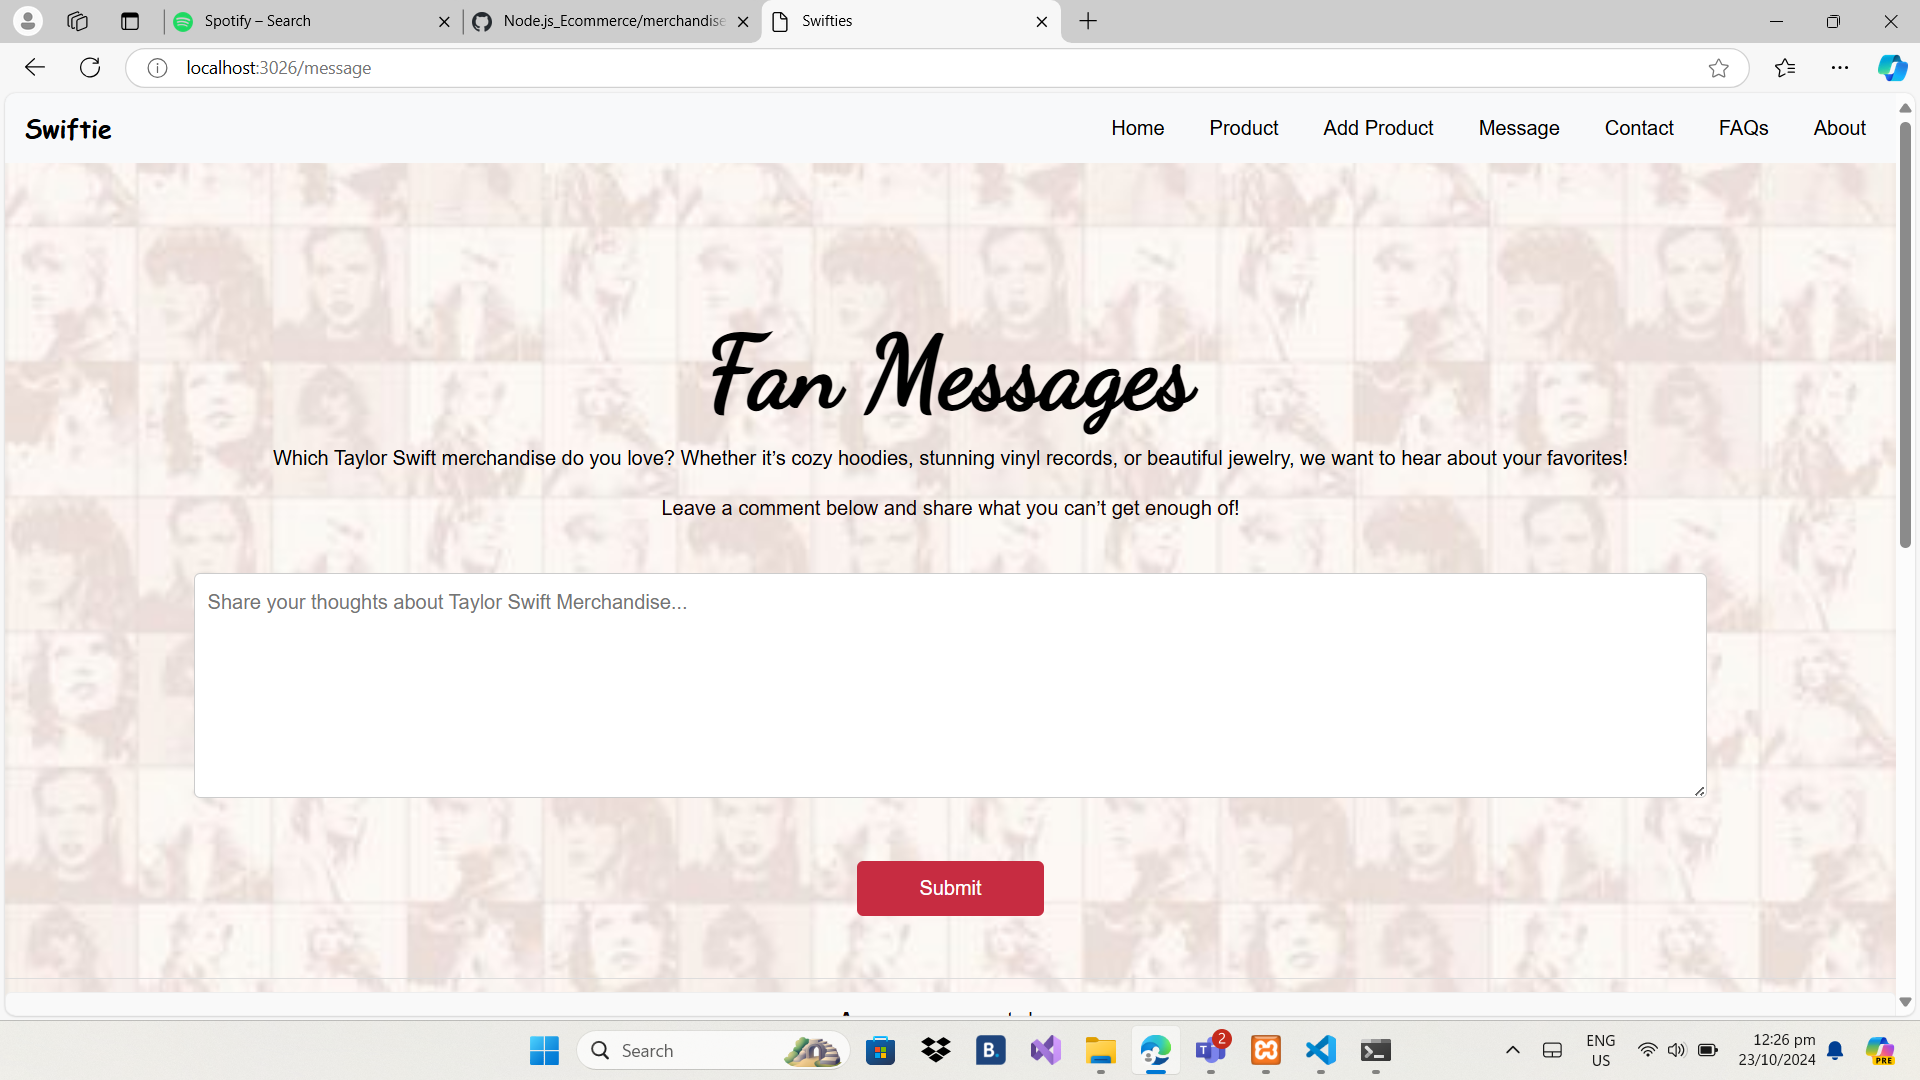 Spotify – Search
Node.js_Ecommerce/merchandise
Swifties
localhost:3026/message
Swiftie
Home Product Add Product Message Contact FAQs About
Fan Messages
Which Taylor Swift merchandise do you love? Whether it’s cozy hoodies, stunning vinyl records, or beautiful jewelry, we want to hear about your favorites!
Leave a comment below and share what you can’t get enough of!
Share your thoughts about Taylor Swift Merchandise...
Submit
Search
B.
2
ENG
US
12:26 pm
23/10/2024
PRE